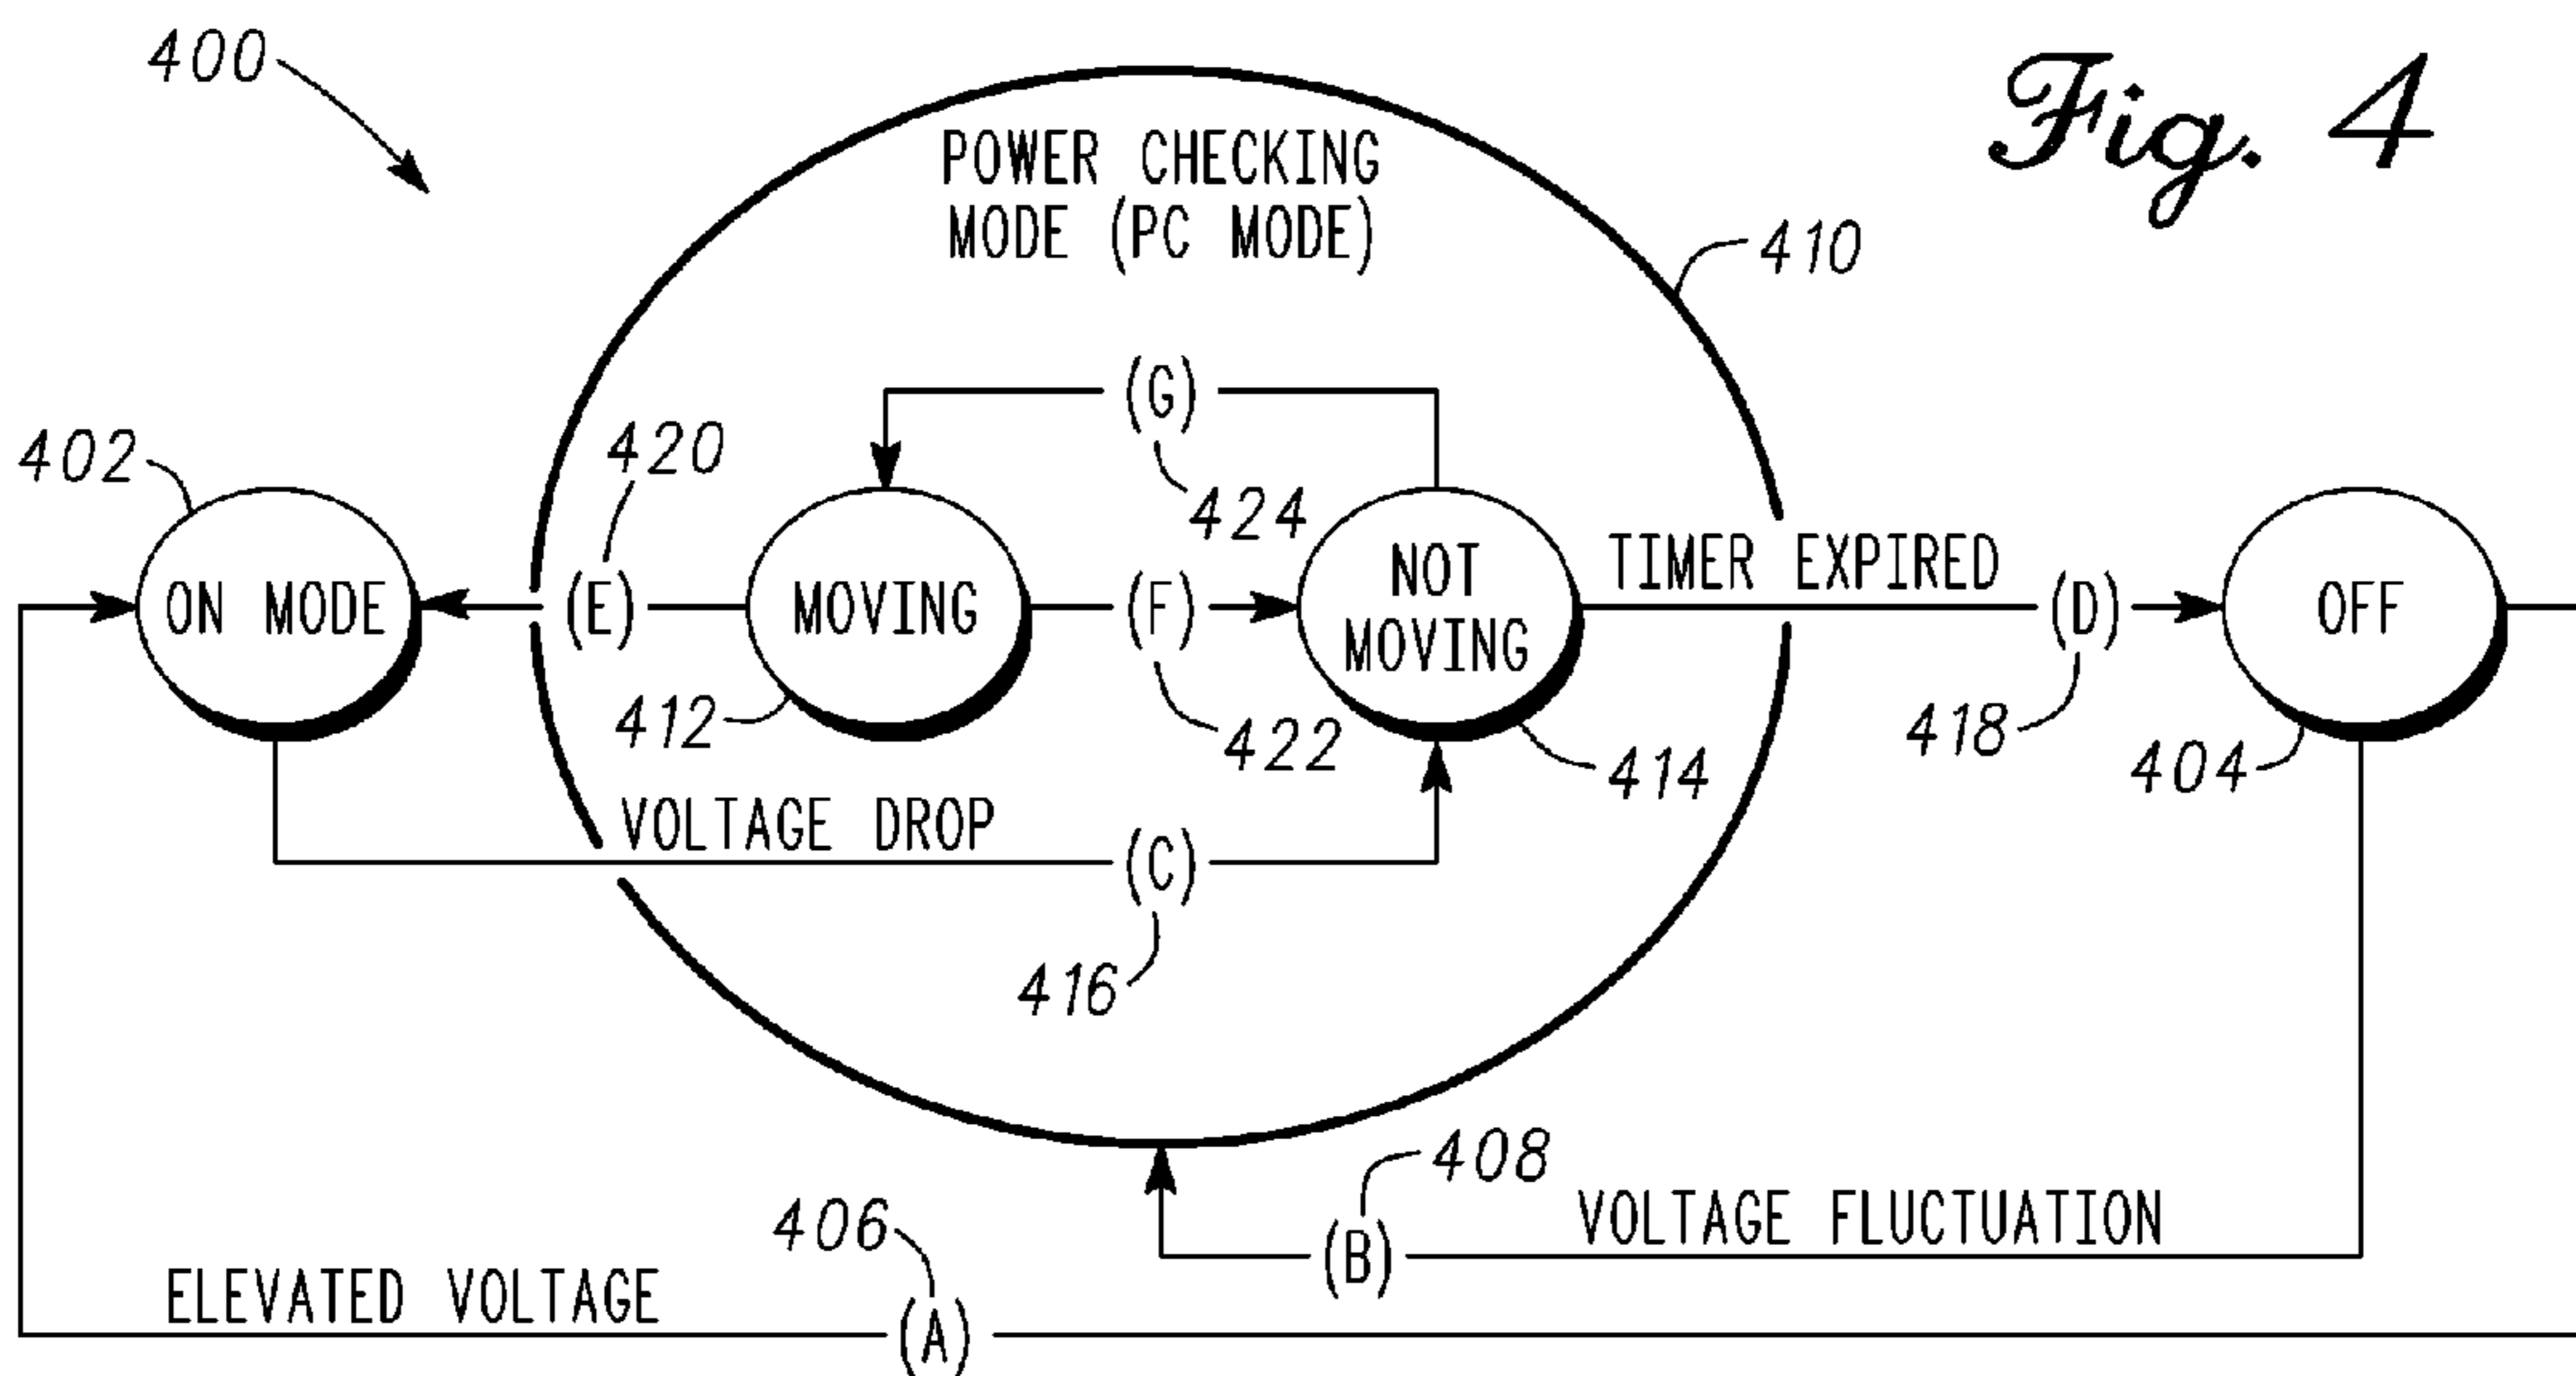 400
Fig. 4
POWER CHECKING
MODE (PC MODE)
410
(G)
424
402
420
ON MODE
(E)
MOVING
(F)
NOT
MOVING
TIMER EXPIRED
(D)
OFF
412
422
414
418
404
VOLTAGE DROP
(C)
416
408
406
VOLTAGE FLUCTUATION
(B)
ELEVATED VOLTAGE
(A)